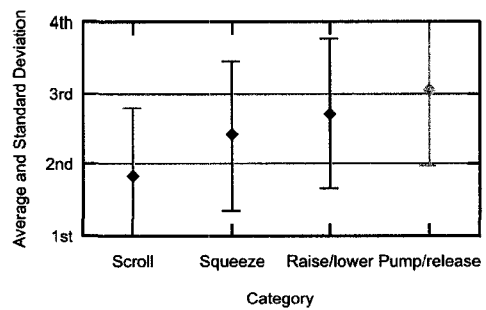 Average and Standard Deviation
4th
3rd
2nd
1st
Scroll Squeeze Raise/lower Pump/release
Category